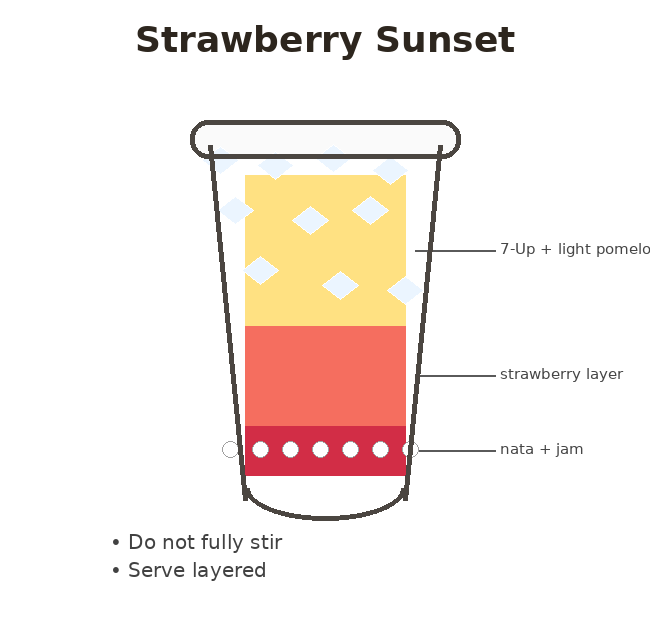 Strawberry Sunset
7-Up + light pomelo
strawberry layer
nata + jam
• Do not fully stir
• Serve layered